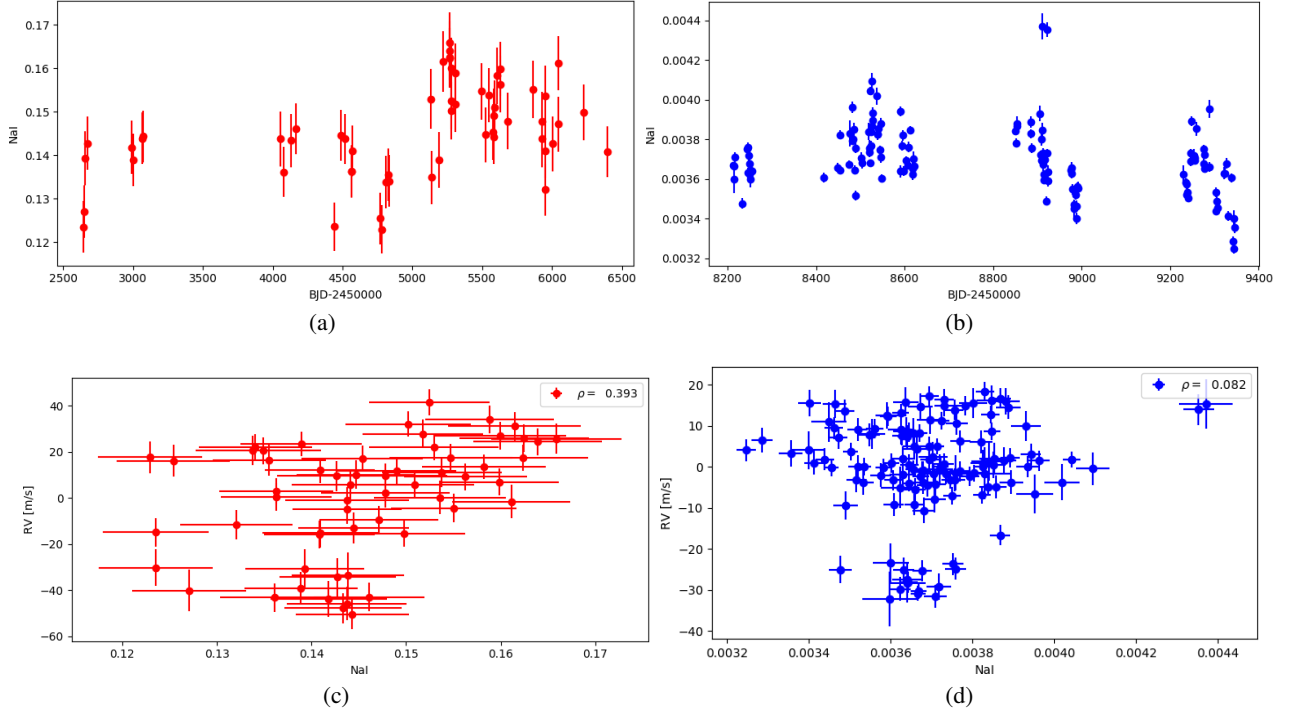 0.17
0.16
0.15
0.14
0.13
0.12
NaI
2500 3000 3500 4000 4500 5000 5500 6000 6500
BJD-2450000
(a)
0.0044
0.0042
0.0040
0.0038
0.0036
0.0034
0.0032
NaI
8200 8400 8600 8800 9000 9200 9400
BJD-2450000
(b)
ρ = 0.393
40
20
0
−20
−40
−60
RV [m/s]
0.12 0.13 0.14 0.15 0.16 0.17
NaI
(c)
ρ = 0.082
20
10
0
−10
−20
−30
−40
RV [m/s]
0.0032 0.0034 0.0036 0.0038 0.0040 0.0042 0.0044
NaI
(d)